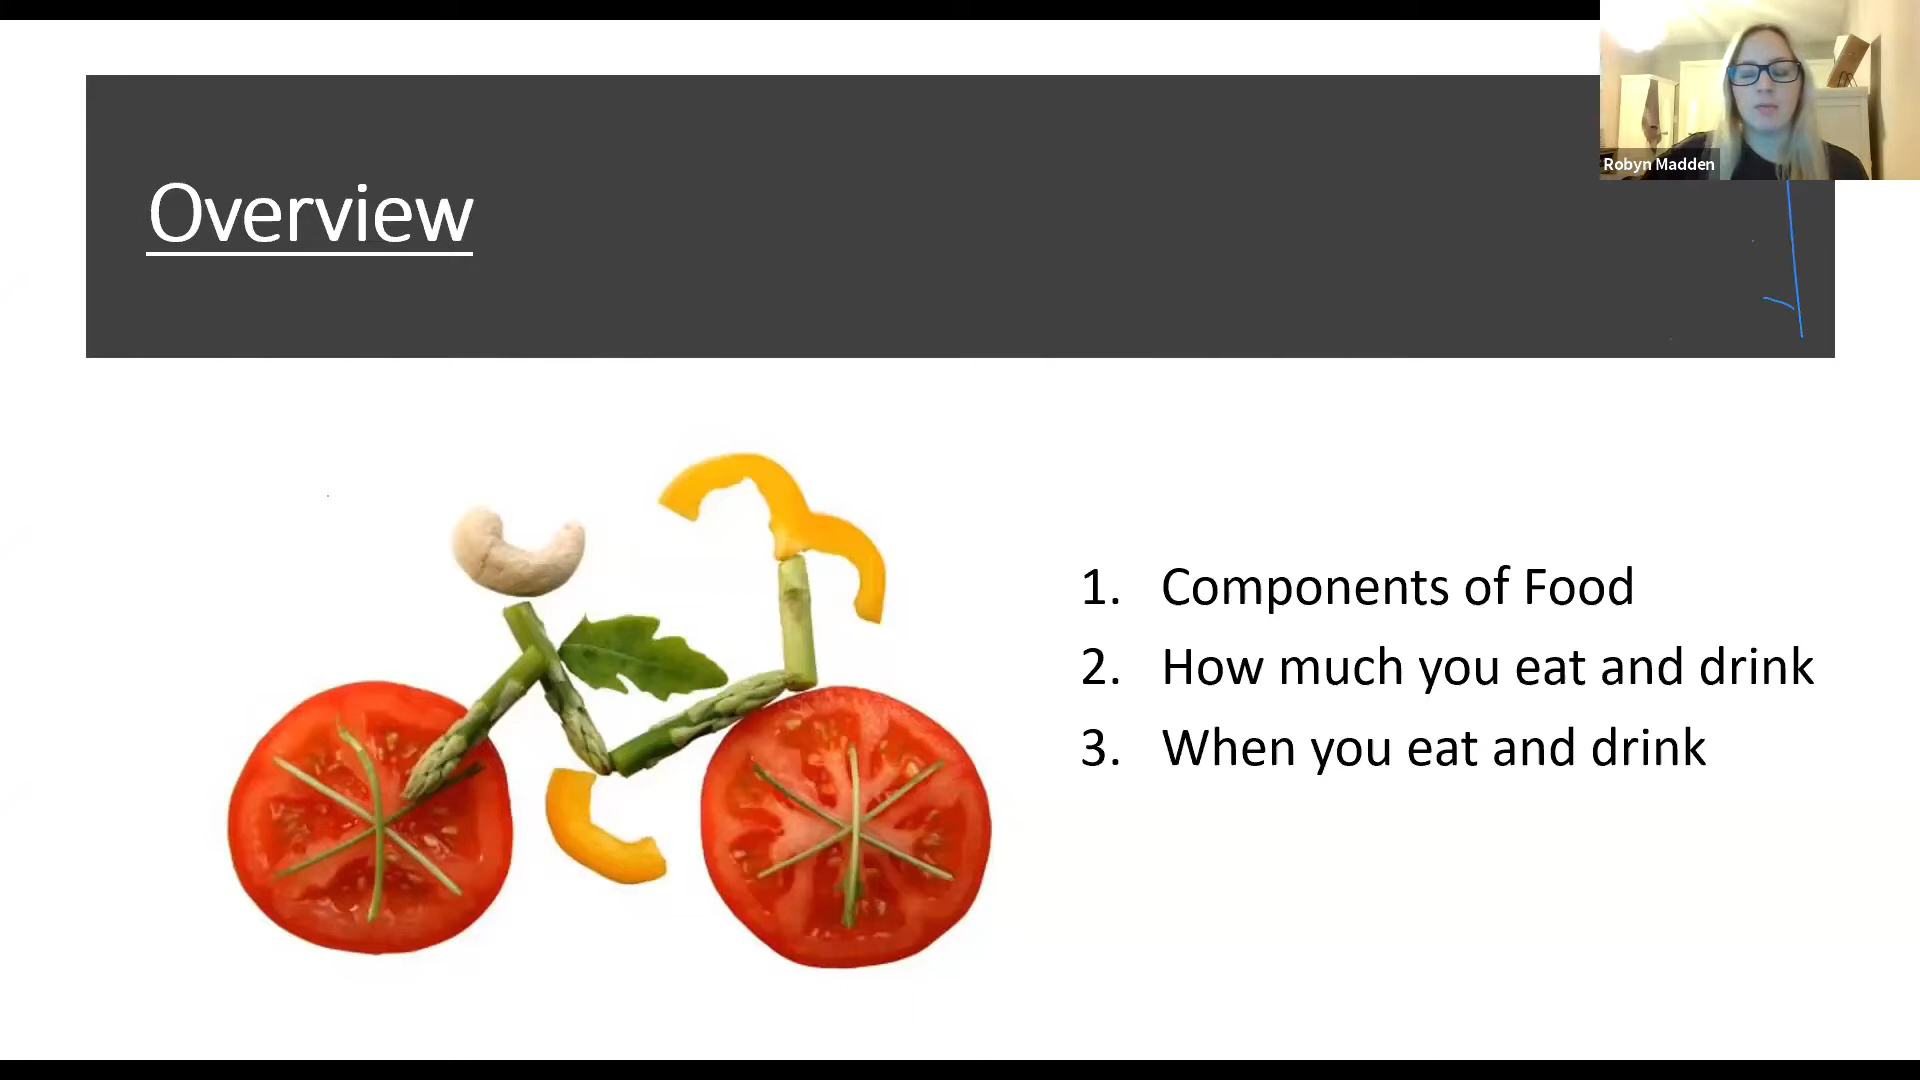 Robyn Madden
Overview
1. Components of Food
2. How much you eat and drink
3. When you eat and drink